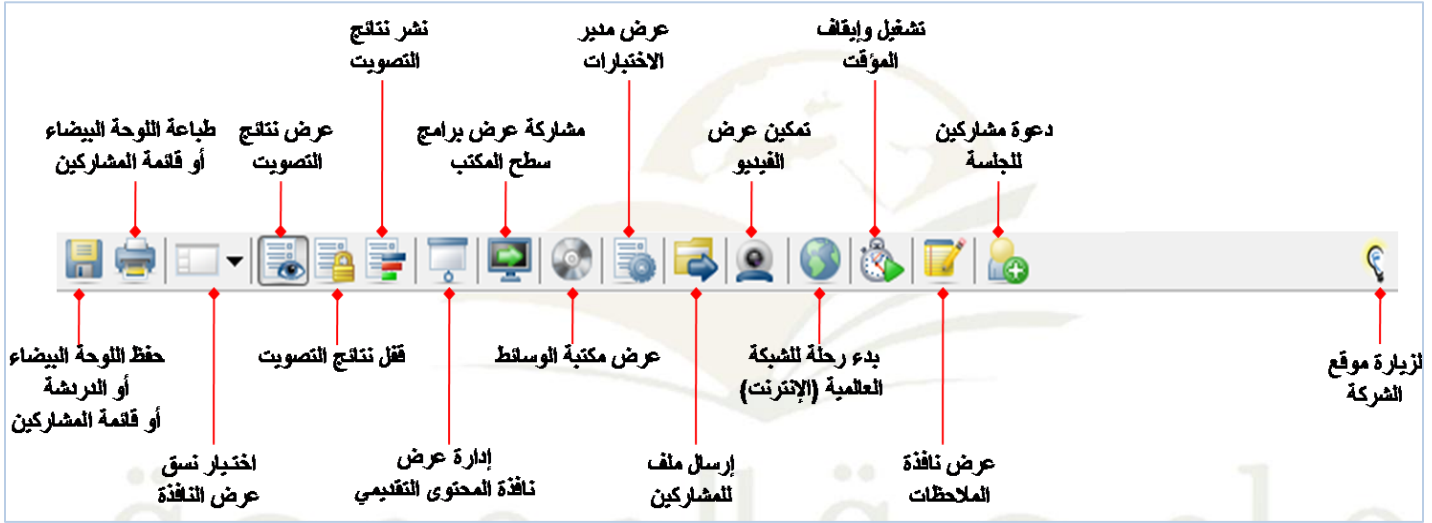 نشر نتائج
التصويت
عرض مدير
الاختبارات
تشغيل وإيقاف
المؤقت
طباعة اللوحة البيضاء
أو قائمة المشاركين
عرض نتائج
التصويت
مشاركة عرض برامج
سطح المكتب
تمكين عرض
الفيديو
دعوة مشاركين
للجلسة
حفظ اللوحة البيضاء
أو الدردشة
أو قائمة المشاركين
قفل نتائج التصويت
عرض مكتبة الوسائط
بدء رحلة للشبكة
العالمية (الإنترنت)
لزيارة موقع
الشركة
اختيار نسق
عرض النافذة
إدارة عرض
نافذة المحتوى التقديمي
إرسال ملف
للمشاركين
عرض نافذة
الملاحظات